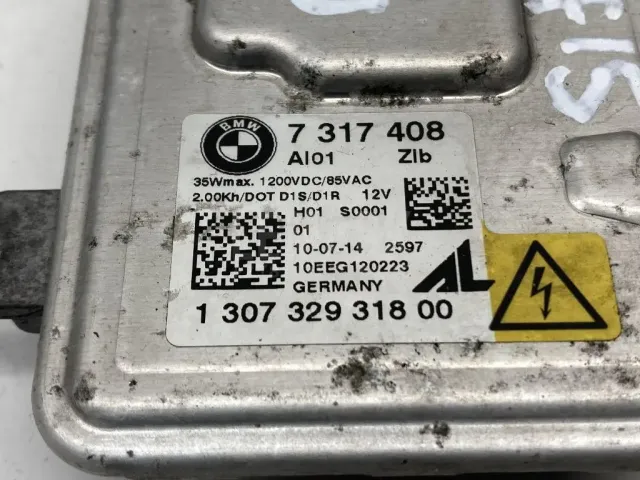 BMW
7 317 408
AI01 Zlb
35Wmax. 1200VDC/85VAC
2.00Kh/DOT D1S/D1R 12V
H01 S0001
01
10-07-14 2597
10EEG120223
GERMANY
AL
1 307 329 318 00